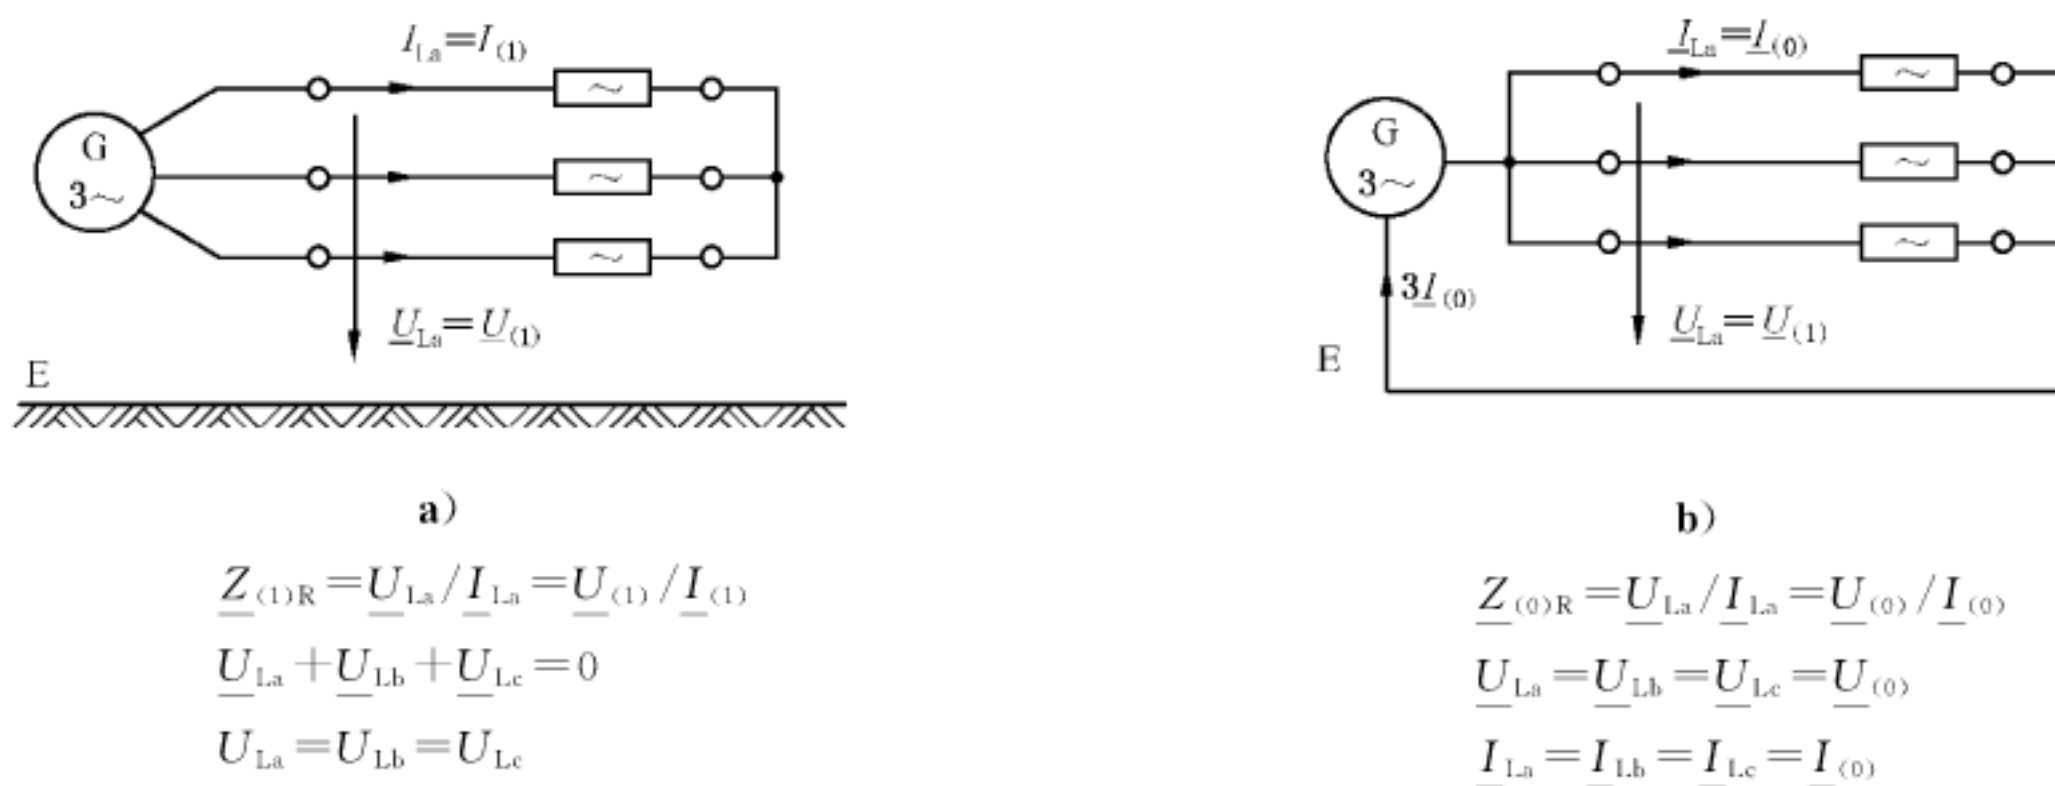 I_La=I_(1)
G
3～
～
～
～
U_La=U_(1)
E
a)
Z_(1)R=U_La/I_La=U_(1)/I_(1)
U_La+U_Lb+U_Lc=0
U_La=U_Lb=U_Lc
I_La=I_(0)
G
3～
～
～
～
3I_(0)
U_La=U_(1)
E
b)
Z_(0)R=U_La/I_La=U_(0)/I_(0)
U_La=U_Lb=U_Lc=U_(0)
I_La=I_Lb=I_Lc=I_(0)